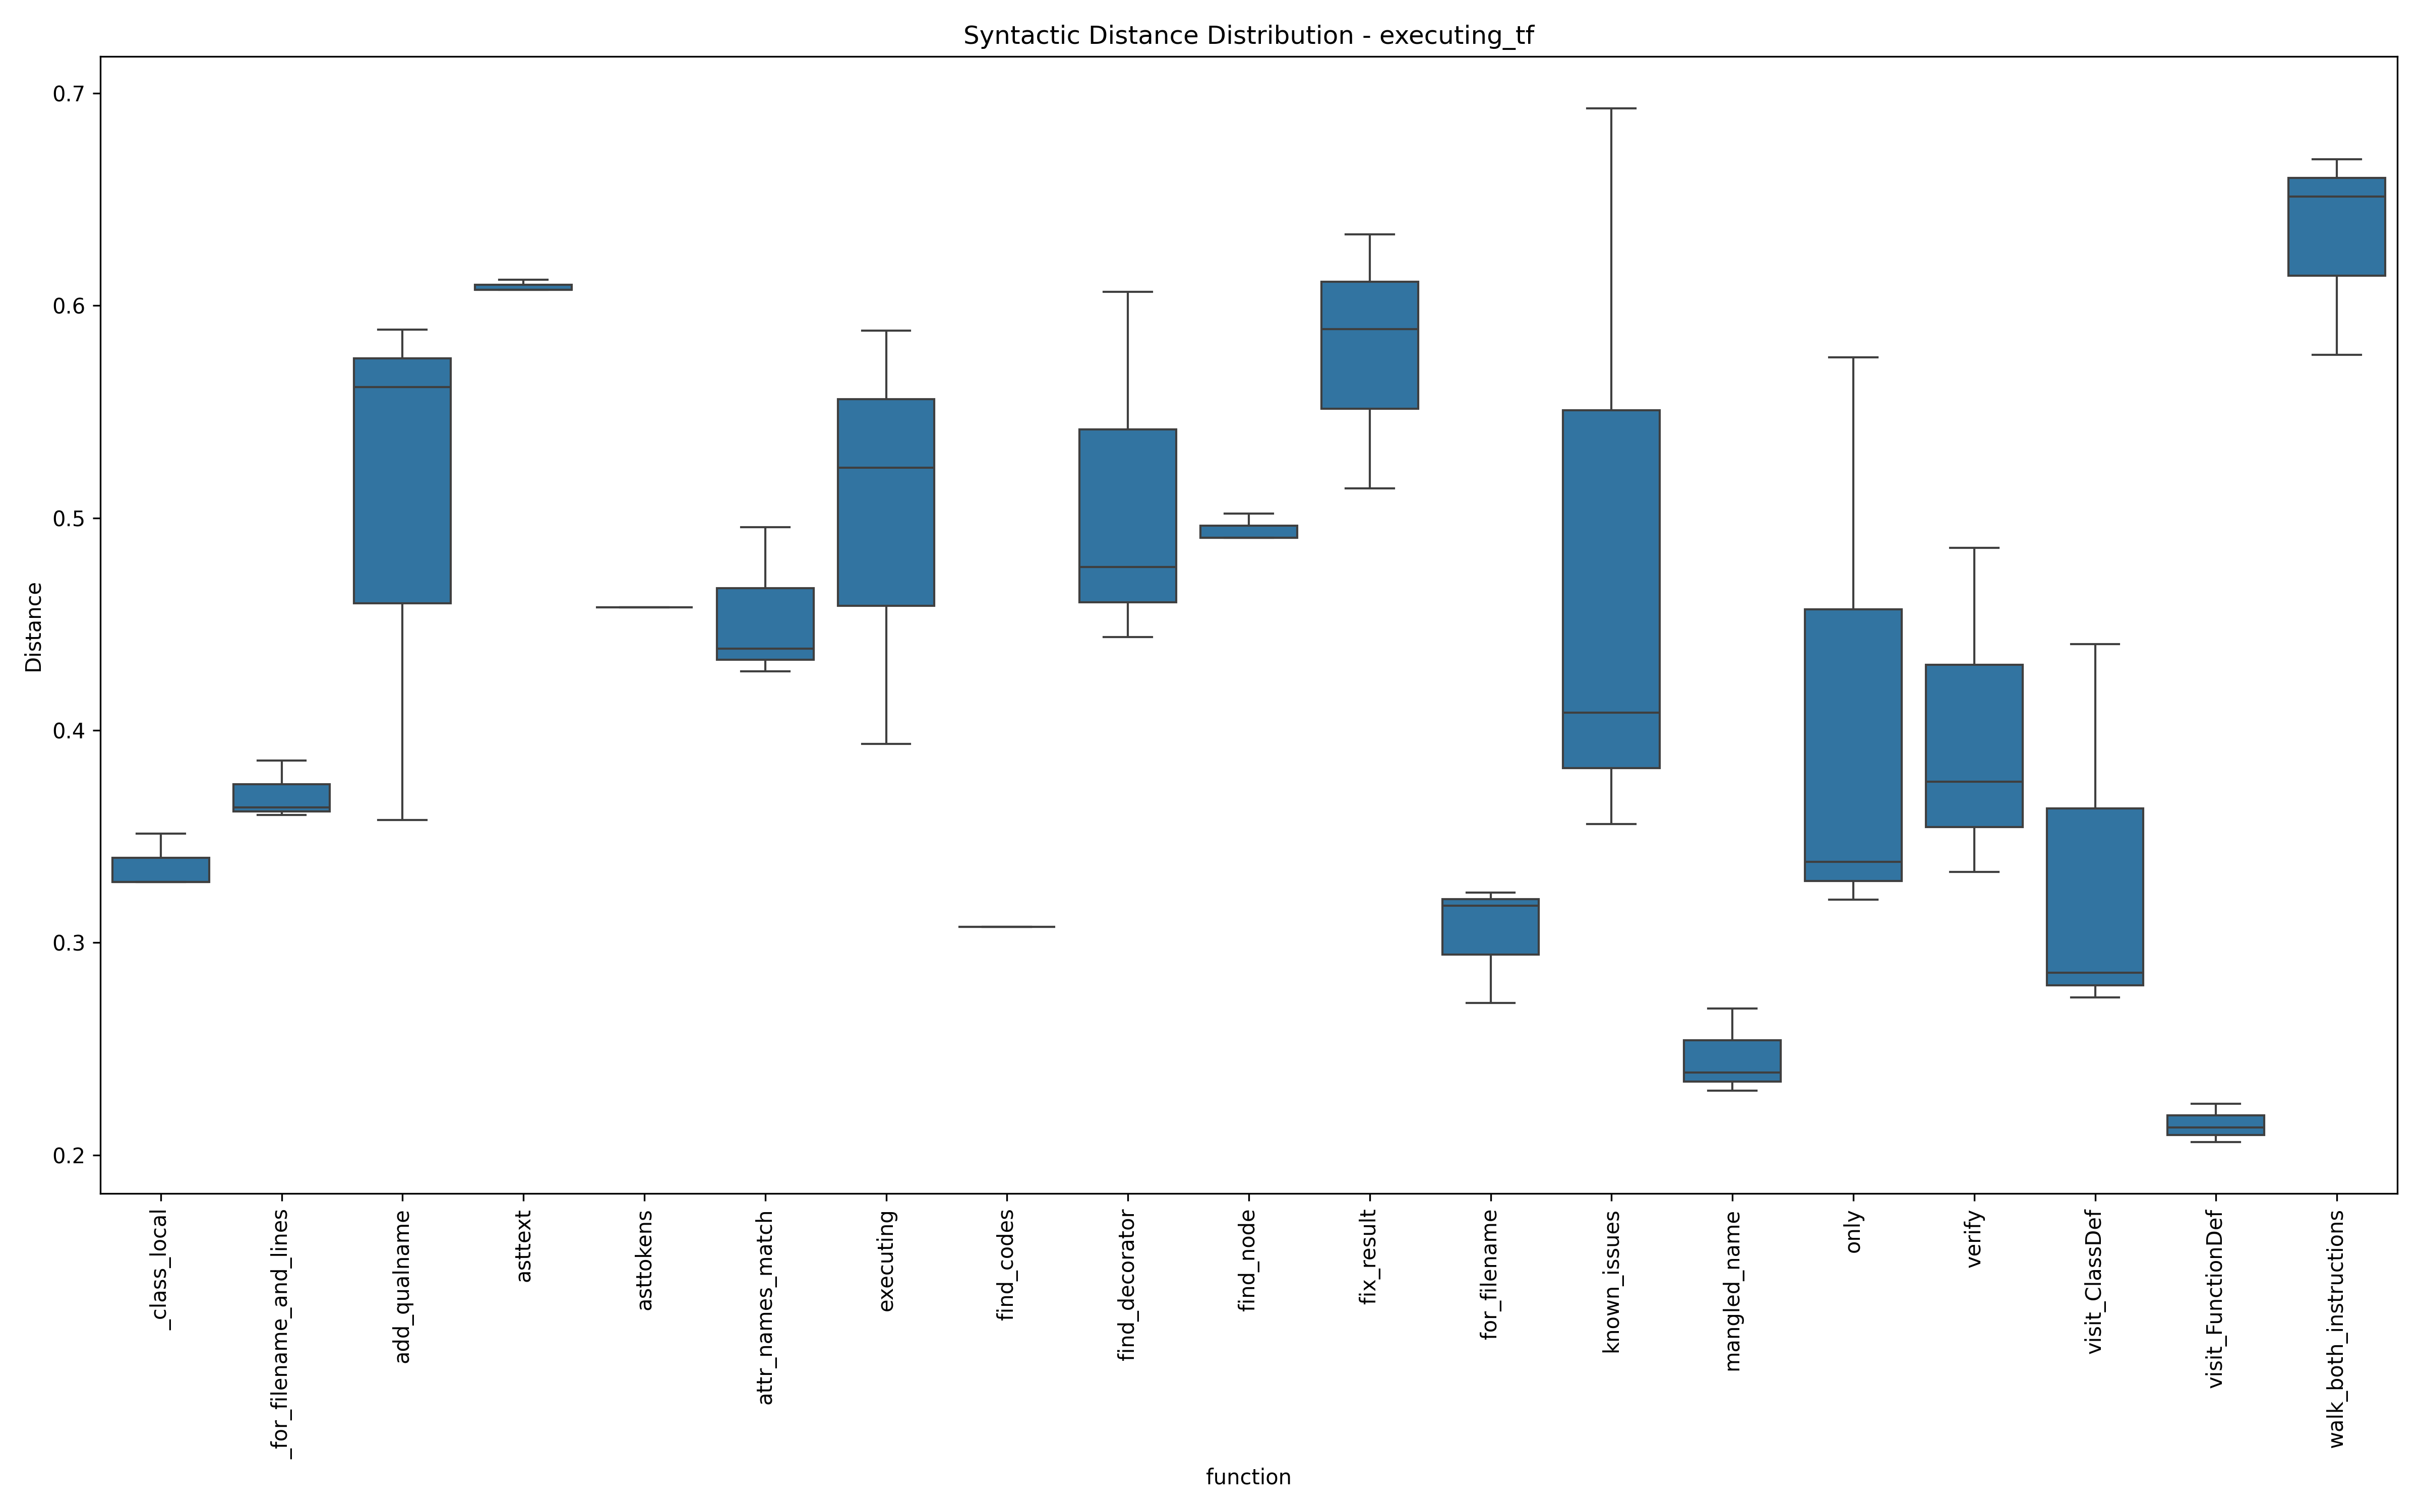 Syntactic Distance Distribution - executing_tf
Distance
0.7
0.6
0.5
0.4
0.3
0.2
_class_local
_for_filename_and_lines
add_qualname
asttext
asttokens
attr_names_match
executing
find_codes
find_decorator
find_node
fix_result
for_filename
known_issues
mangled_name
only
verify
visit_ClassDef
visit_FunctionDef
walk_both_instructions
function